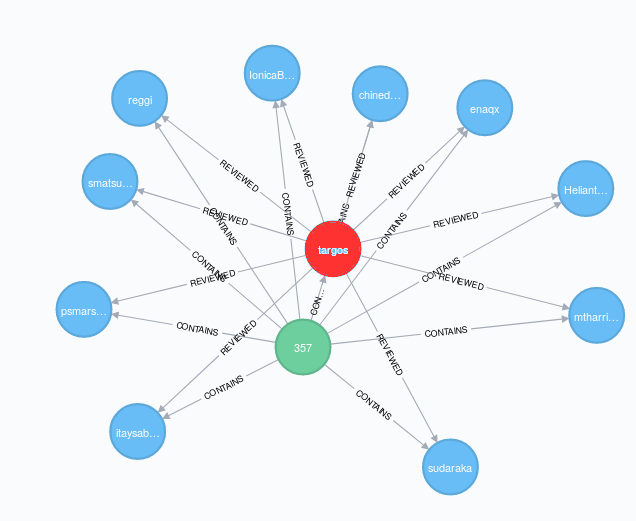 IonicaB...
chined...
reggi
enaqx
REVIEWED
REVIEWED
REVIEWED
REVIEWED
smatsu...
Heliant...
CONTAINS
REVIEWED
REVIEWED
CONTAINS
CONTAINS
AINS
targos
CONTAINS
REVIEWED
CONTAINS
REVIEWED
CON...
psmars...
mtharri...
CONTAINS
CONTAINS
REVIEWED
357
REVIEWED
CONTAINS
CONTAINS
itaysab...
sudaraka